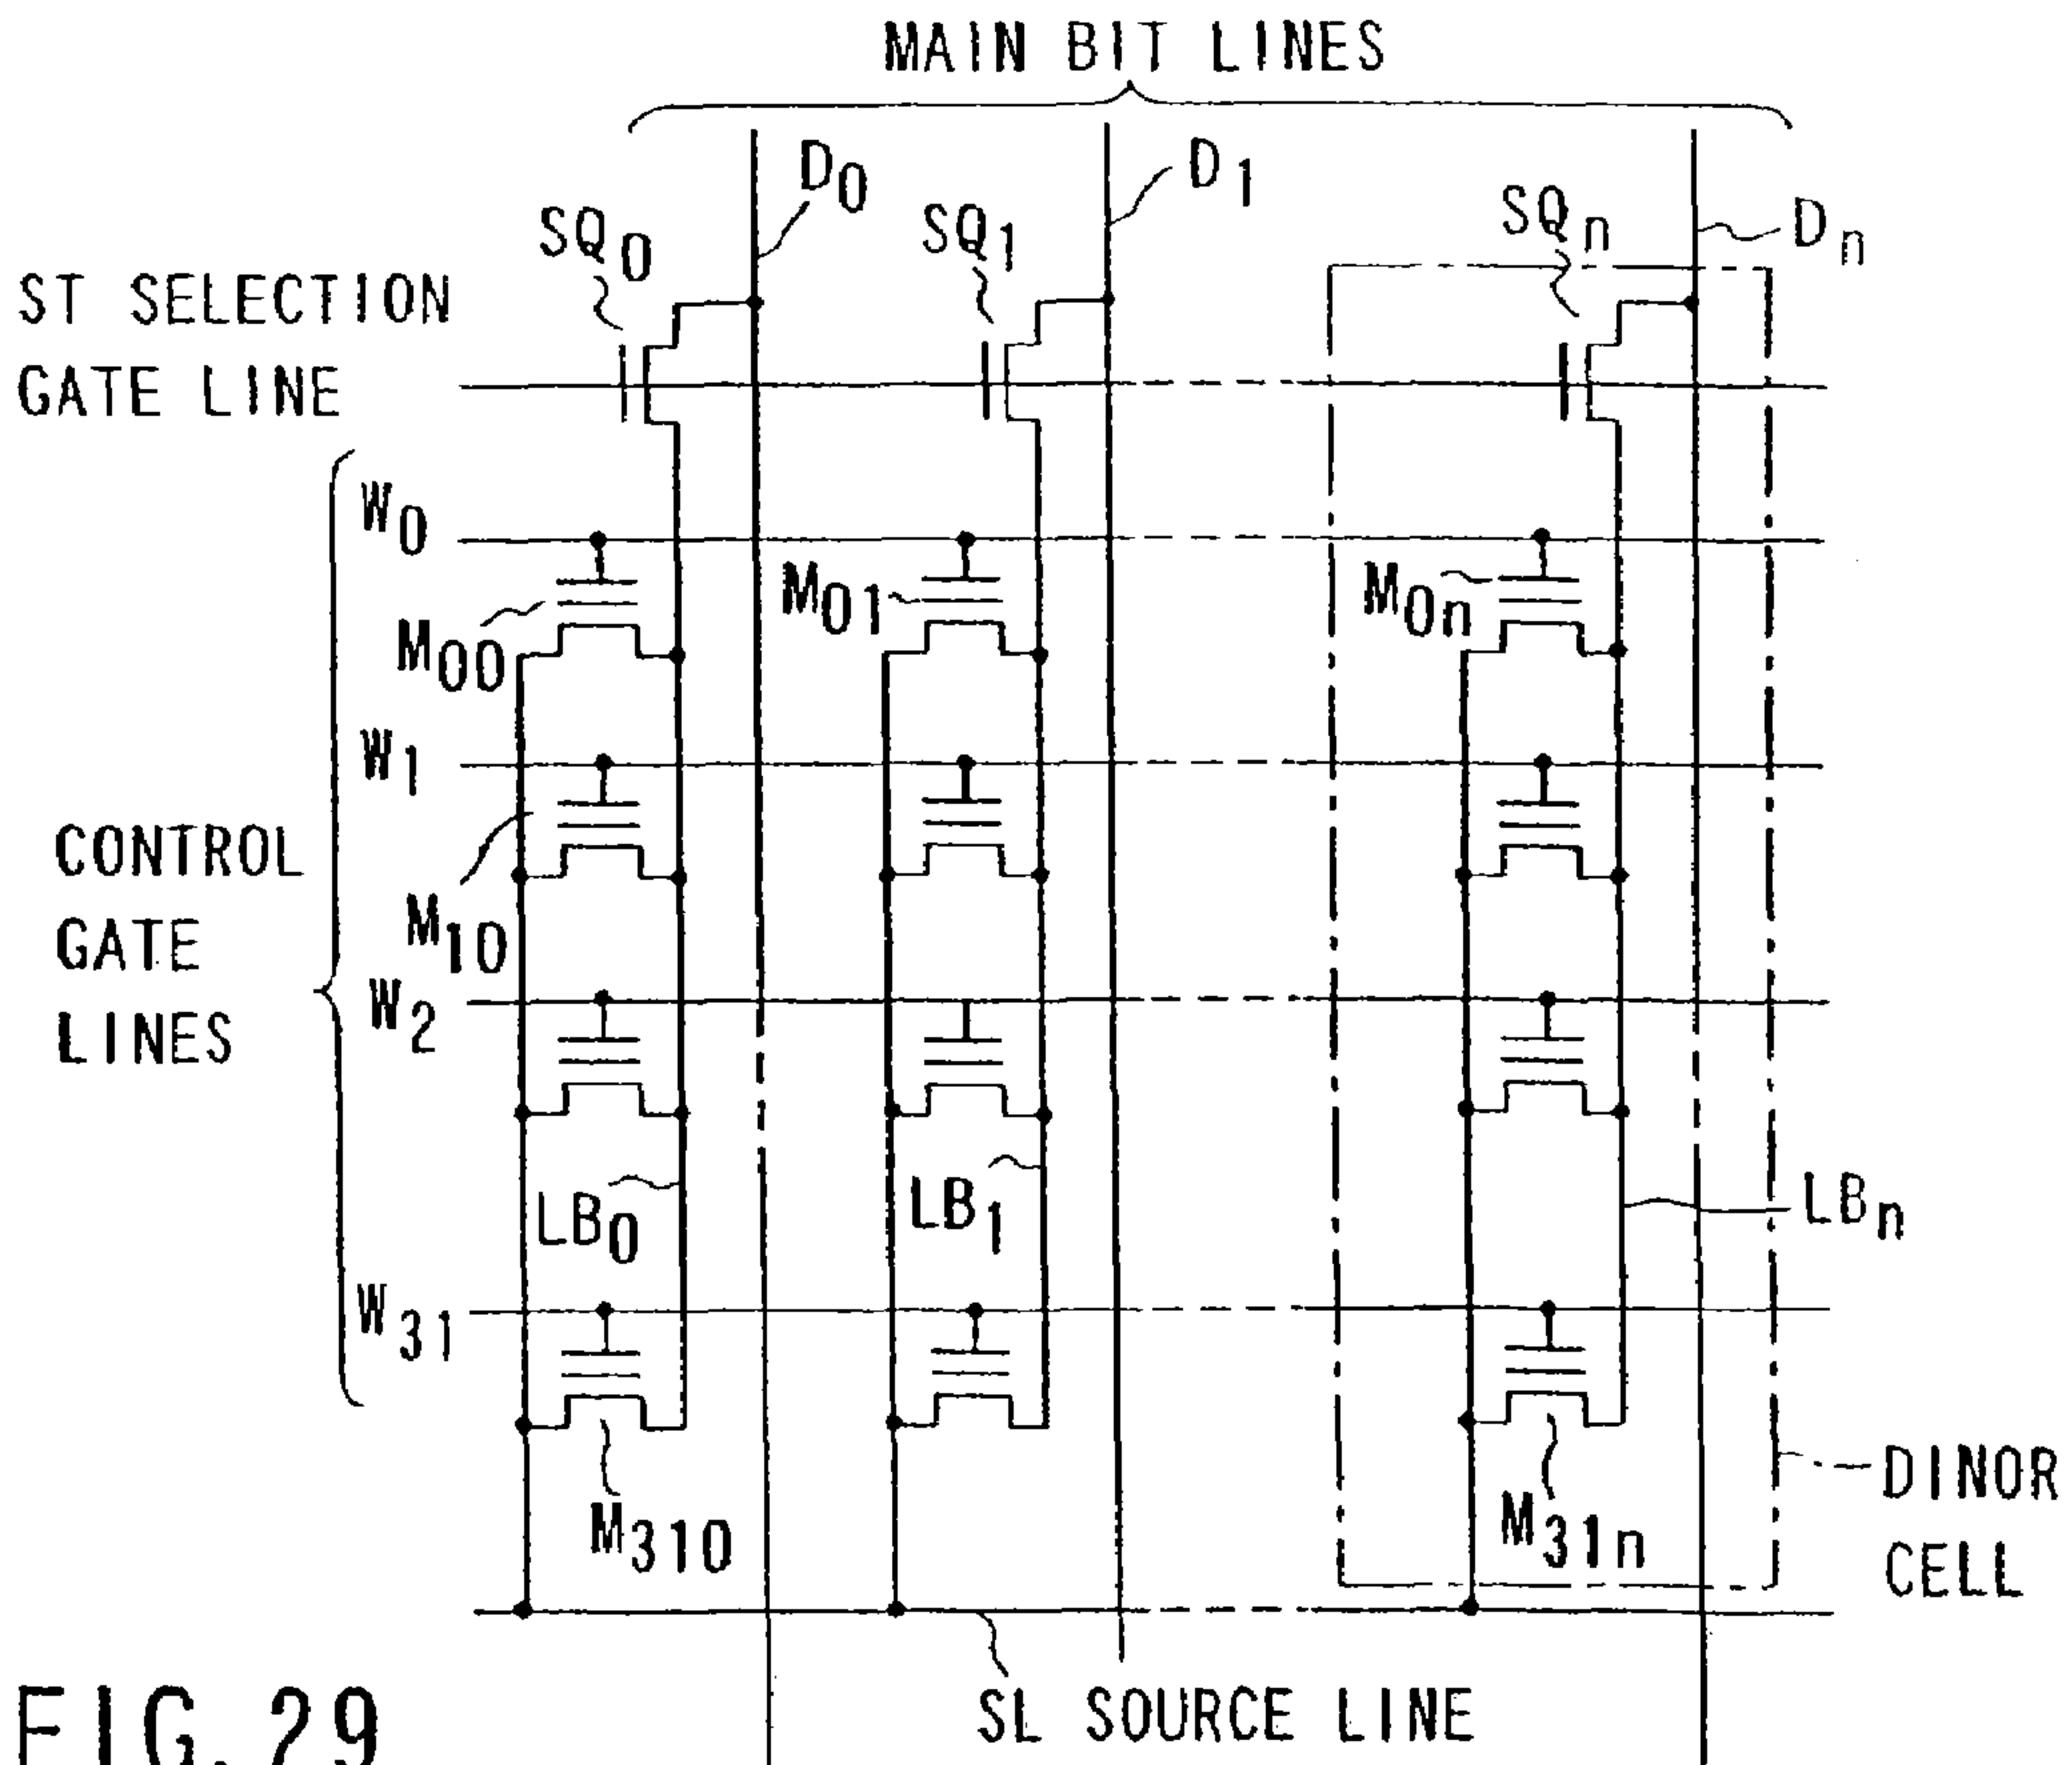 MAIN BIT LINES
D0
D1
SQ0
SQ1
SQn
Dn
ST SELECTION
GATE LINE
W0
M00
M01
M0n
W1
CONTROL
GATE
LINES
M10
W2
LB0
LB1
LBn
W31
M310
M31n
DINOR
CELL
SL SOURCE LINE
FIG.29